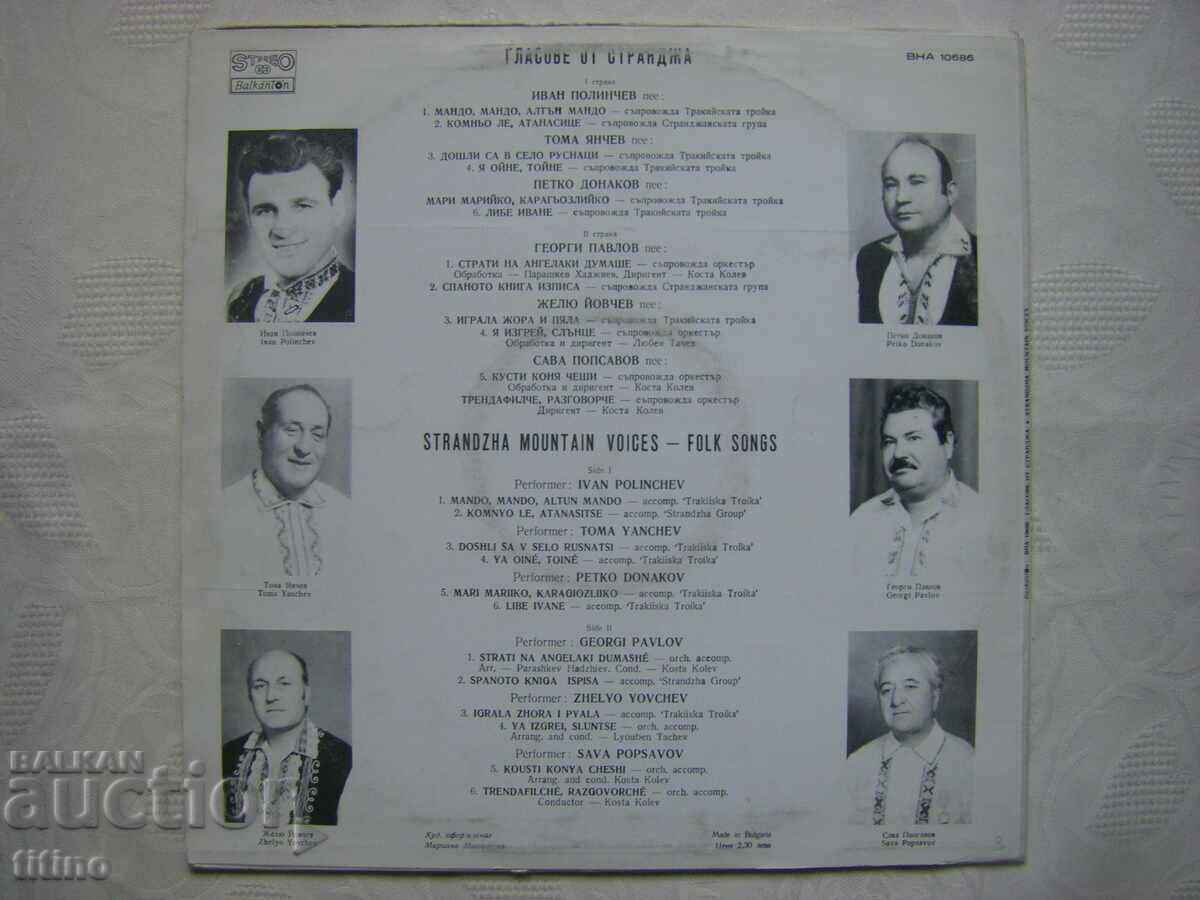 STEREO
Balkanton
ГЛАСОВЕ ОТ СТРАНДЖА
ВНА 10686
I страна
ИВАН ПОЛИНЧЕВ пее:
1. МАНДО, МАНДО, АЛТЪН МАНДО — съпровожда Тракийската тройка
2. КОМНЬО ЛЕ, АТАНАСИЦЕ — съпровожда Странджанската група
ТОМА ЯНЧЕВ пее:
3. ДОШЛИ СА В СЕЛО РУСНАЦИ — съпровожда Тракийската тройка
4. Я ОЙНЕ, ТОЙНЕ — съпровожда Тракийската тройка
ПЕТКО ДОНАКОВ пее:
МАРИ МАРИЙКО, КАРАГЬОЗЛИЙКО — съпровожда Тракийската тройка
6. ЛИБЕ ИВАНЕ — съпровожда Тракийската тройка
II страна
ГЕОРГИ ПАВЛОВ пее:
1. СТРАТИ НА АНГЕЛАКИ ДУМАШЕ — съпровожда оркестър
Обработка — Парашкев Хаджиев, Диригент — Коста Колев
2. СПАНОТО КНИГА ИЗПИСА — съпровожда Странджанската група
ЖЕЛЮ ЙОВЧЕВ пее:
3. ИГРАЛА ЖОРА И ПЯЛА — съпровожда Тракийската тройка
4. Я ИЗГРЕЙ, СЛЪНЦЕ — съпровожда оркестър
Обработка и диригент — Любен Тачев
САВА ПОПСАВОВ пее:
5. КУСТИ КОНЯ ЧЕШИ — съпровожда оркестър
Обработка и диригент — Коста Колев
ТРЕНДАФИЛЧЕ, РАЗГОВОРЧЕ — съпровожда оркестър
Диригент — Коста Колев
STRANDZHA MOUNTAIN VOICES — FOLK SONGS
Side I
Performer: IVAN POLINCHEV
1. MANDO, MANDO, ALTUN MANDO — accomp. 'Trakiiska Troika'
2. KOMNYO LE, ATANASITSE — accomp. 'Strandzha Group'
Performer: TOMA YANCHEV
3. DOSHLI SA V SELO RUSNATSI — accomp. 'Trakiiska Troika'
4. YA OINÉ, TOINÉ — accomp. 'Trakiiska Troika'
Performer: PETKO DONAKOV
5. MARI MARIIKO, KARAGIOZLIIKO — accomp. 'Trakiiska Troika'
6. LIBE IVANE — accomp. 'Trakiiska Troika'
Side II
Performer: GEORGI PAVLOV
1. STRATI NA ANGELAKI DUMASHÉ — orch. accomp.
Arr. — Parashkev Hadzhiev. Cond. — Kosta Kolev
2. SPANOTO KNIGA ISPISA — accomp. 'Strandzha Group'
Performer: ZHELYO YOVCHEV
3. IGRALA ZHORA I PYALA — accomp. 'Trakiiska Troika'
4. YA IZGREI, SLUNTSE — orch. accomp.
Arrang. and cond. — Lyouben Tachev
Performer: SAVA POPSAVOV
5. KOUSTI KONYA CHESHI — orch. accomp.
Arrang. and cond. Kosta Kolev
6. TRENDAFILCHÉ, RAZGOVORCHÉ — orch. accomp.
Conductor — Kosta Kolev
Худ. оформление
Made in Bulgaria
Цена 2,30 лева
Иван Полинчев
Ivan Polinchev
Тома Янчев
Toma Yanchev
Желю Йовчев
Zhelyo Yovchev
Петко Донаков
Petko Donakov
Георги Павлов
Georgi Pavlov
Сава Попсавов
Sava Popsavov
BALKAN
auction
titino